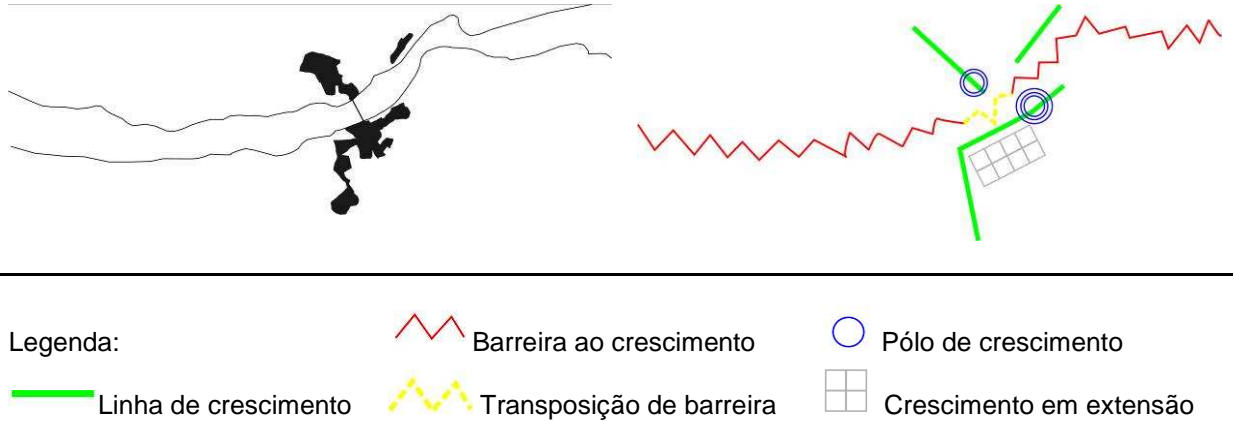 Legenda:
Barreira ao crescimento
Pólo de crescimento
Linha de crescimento
Transposição de barreira
Crescimento em extensão